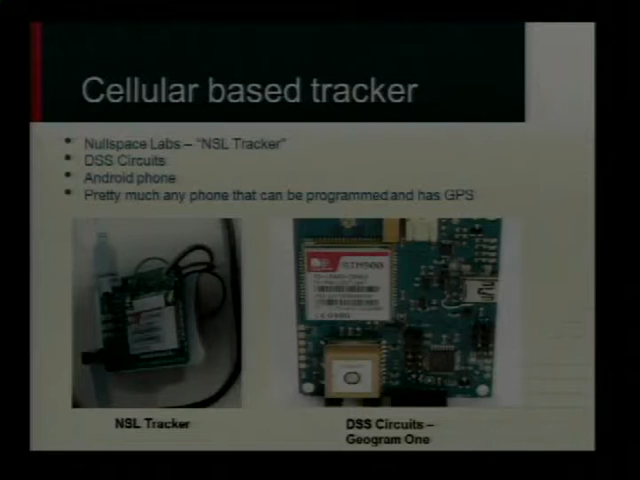 Cellular based tracker
• Nullspace Labs – "NSL Tracker"
• DSS Circuits
• Android phone
• Pretty much any phone that can be programmed and has GPS
NSL Tracker
DSS Circuits –
Geogram One